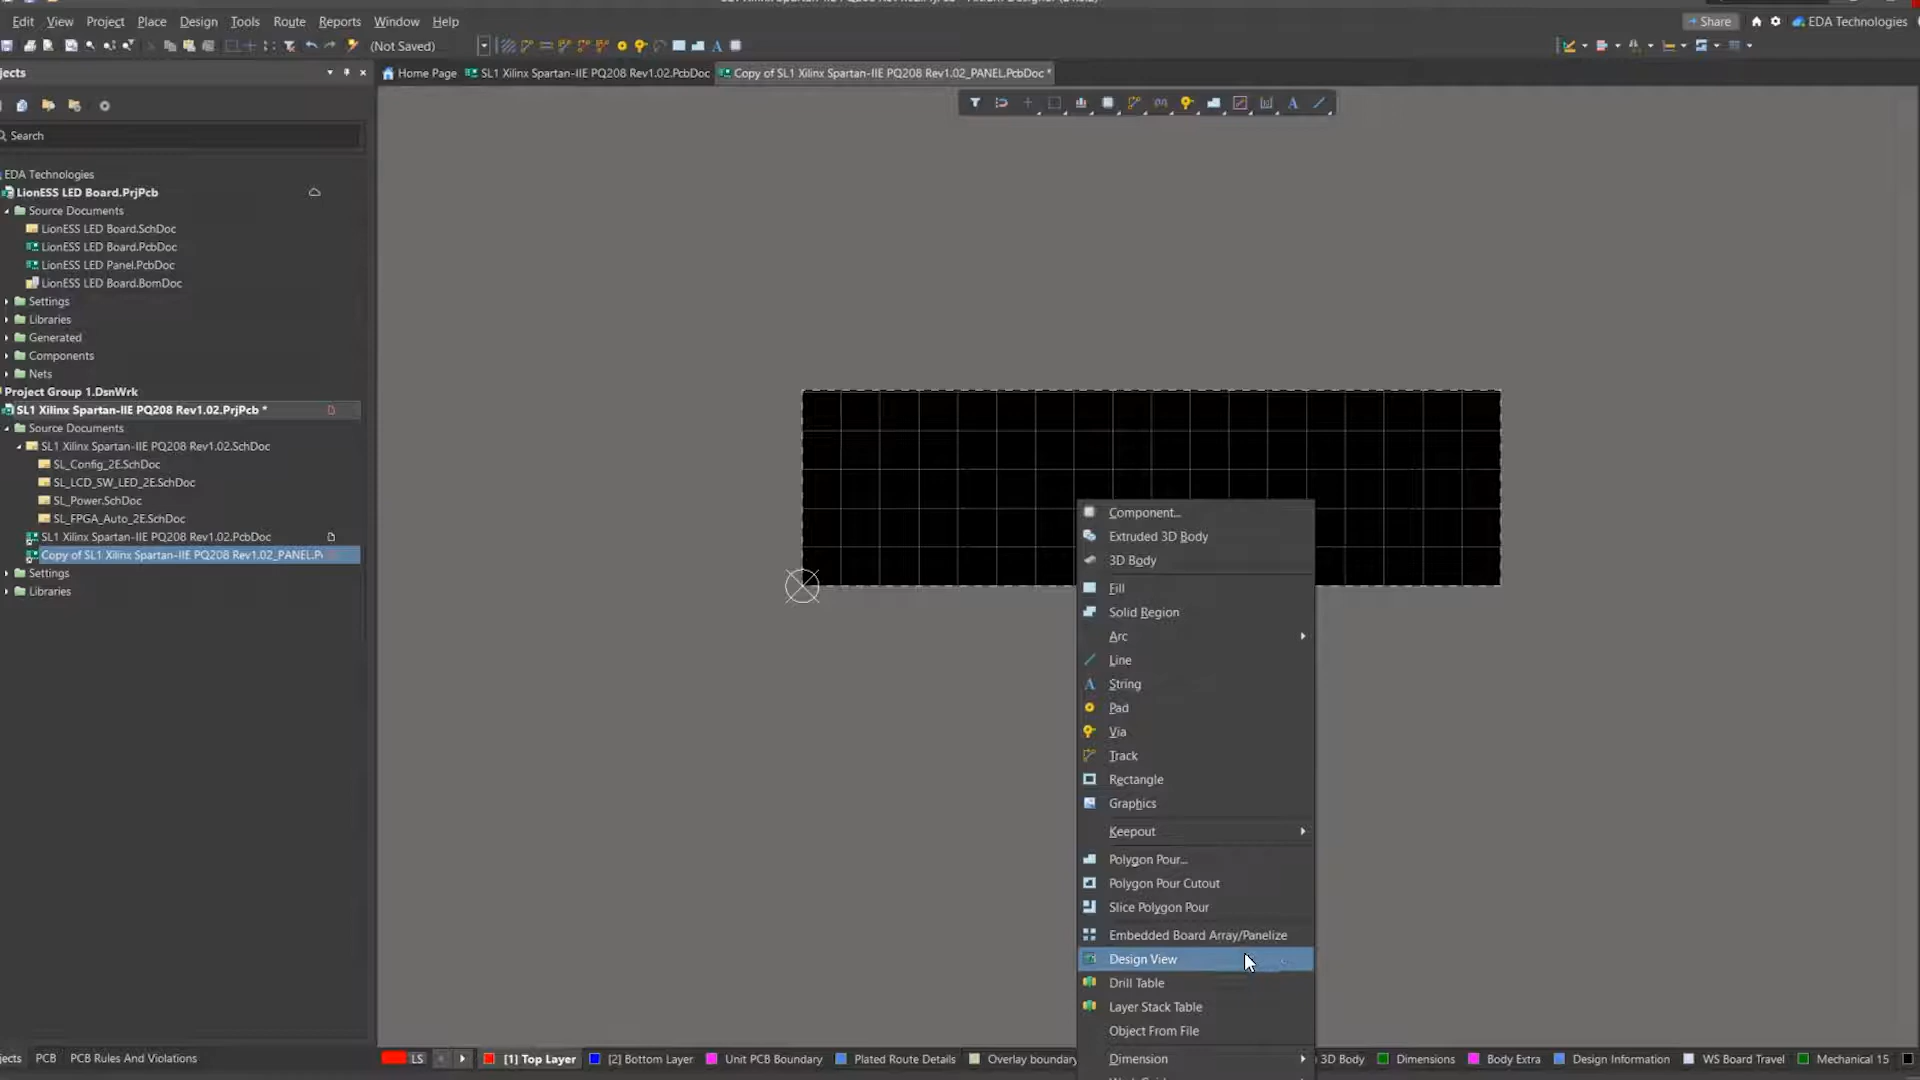 Edit View Project Place Design Tools Route Reports Window Help
Share
EDA Technologies
(Not Saved)
A
jects
Home Page
SL1 Xilinx Spartan-IIE PQ208 Rev1.02.PcbDoc
Copy of SL1 Xilinx Spartan-IIE PQ208 Rev1.02_PANEL.PcbDoc *
A
Search
EDA Technologies
LionESS LED Board.PrjPcb
Source Documents
LionESS LED Board.SchDoc
LionESS LED Board.PcbDoc
LionESS LED Panel.PcbDoc
LionESS LED Board.BomDoc
Settings
Libraries
Generated
Components
Nets
Project Group 1.DsnWrk
SL1 Xilinx Spartan-IIE PQ208 Rev1.02.PrjPcb *
Source Documents
SL1 Xilinx Spartan-IIE PQ208 Rev1.02.SchDoc
SL_Config_2E.SchDoc
SL_LCD_SW_LED_2E.SchDoc
SL_Power.SchDoc
SL_FPGA_Auto_2E.SchDoc
SL1 Xilinx Spartan-IIE PQ208 Rev1.02.PcbDoc
Copy of SL1 Xilinx Spartan-IIE PQ208 Rev1.02_PANEL.P
Settings
Libraries
Component...
Extruded 3D Body
3D Body
Fill
Solid Region
Arc
Line
A String
Pad
Via
Track
Rectangle
Graphics
Keepout
Polygon Pour...
Polygon Pour Cutout
Slice Polygon Pour
Embedded Board Array/Panelize
Design View
Drill Table
Layer Stack Table
Object From File
Dimension
jects PCB PCB Rules And Violations
LS [1] Top Layer [2] Bottom Layer Unit PCB Boundary Plated Route Details Overlay boundary 3D Body Dimensions Body Extra Design Information WS Board Travel Mechanical 15